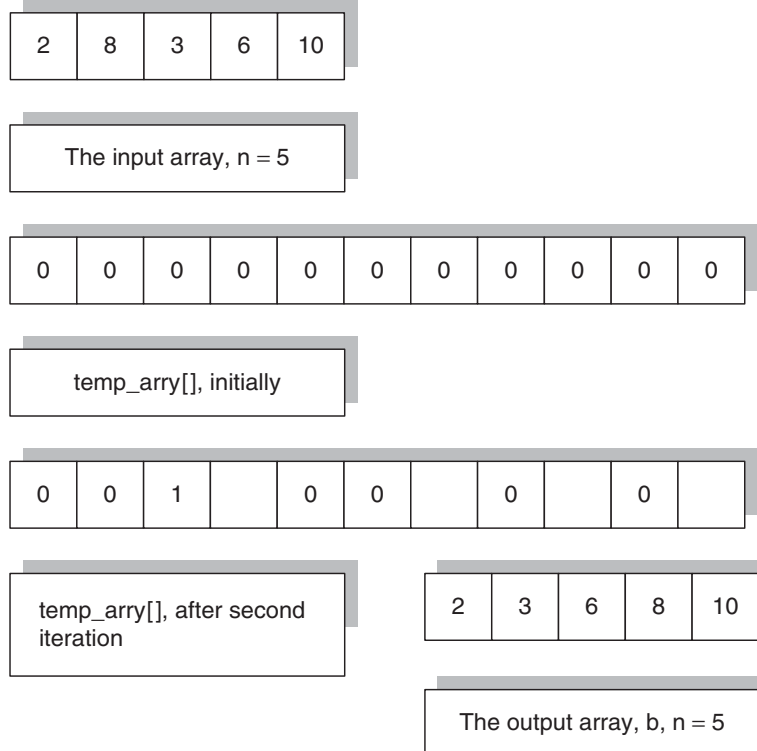 2 8 3 6 10
The input array, n = 5
0 0 0 0 0 0 0 0 0 0 0
temp_arry[], initially
0 0 1 0 0 0 0
temp_arry[], after second
iteration
2 3 6 8 10
The output array, b, n = 5